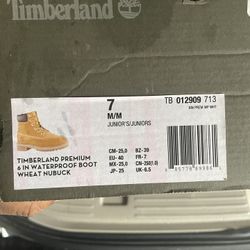 Timberland
7
M/M
JUNIOR'S/JUNIORS
TB 012909 713
TIMBERLAND PREMIUM
6 IN WATERPROOF BOOT
WHEAT NUBUCK
CM-25,0 BZ-39
EU-40 FR-7
MX-25,0 CN-250(1.0)
JP-25 UK-6.5